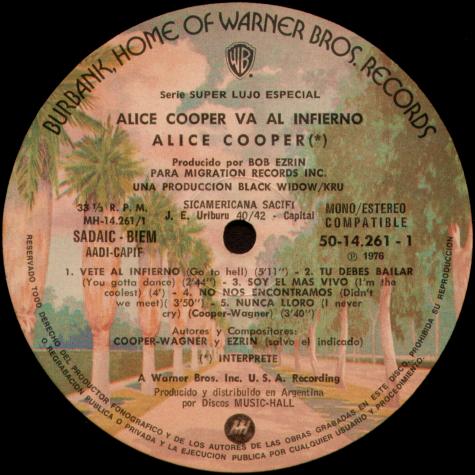 BURBANK, HOME OF WARNER BROS. RECORDS
WB
Serie SUPER LUJO ESPECIAL
ALICE COOPER VA AL INFIERNO
ALICE COOPER(*)
Producido por BOB EZRIN
PARA MIGRATION RECORDS INC.
UNA PRODUCCION BLACK WIDOW/KRU
33 ⅓ R. P. M.
MH-14.261/1
SADAIC - BIEM
AADI-CAPIF
SICAMERICANA SACIFI
J. E. Uriburu 40/42 - Capital
MONO/ESTEREO
COMPATIBLE
50-14.261 - 1
Ⓟ 1976
1. VETE AL INFIERNO (Go to hell) (5'11") - 2. TU DEBES BAILAR
(You gotta dance) (2'44") - 3. SOY EL MAS VIVO (I'm the
coolest) (4') - 4. NO NOS ENCONTRAMOS (Didn't
we meet)( 3'50") - 5. NUNCA LLORO (I never
cry) (Cooper-Wagner) (3'40")
Autores y Compositores:
COOPER-WAGNER y EZRIN (salvo el indicado)
(*) INTERPRETE
A Warner Bros. Inc. U. S. A. Recording
Producido y distribuido en Argentina
por Discos MUSIC-HALL
RESERVADO TODO DERECHO DEL PRODUCTOR FONOGRAFICO Y DE LOS AUTORES DE LAS OBRAS GRABADAS EN ESTE DISCO. PROHIBIDA SU REPRODUCCION
O REGRABACION PUBLICA O PRIVADA Y LA EJECUCION PUBLICA POR CUALQUIER USUARIO Y PROCEDIMIENTO.
MH